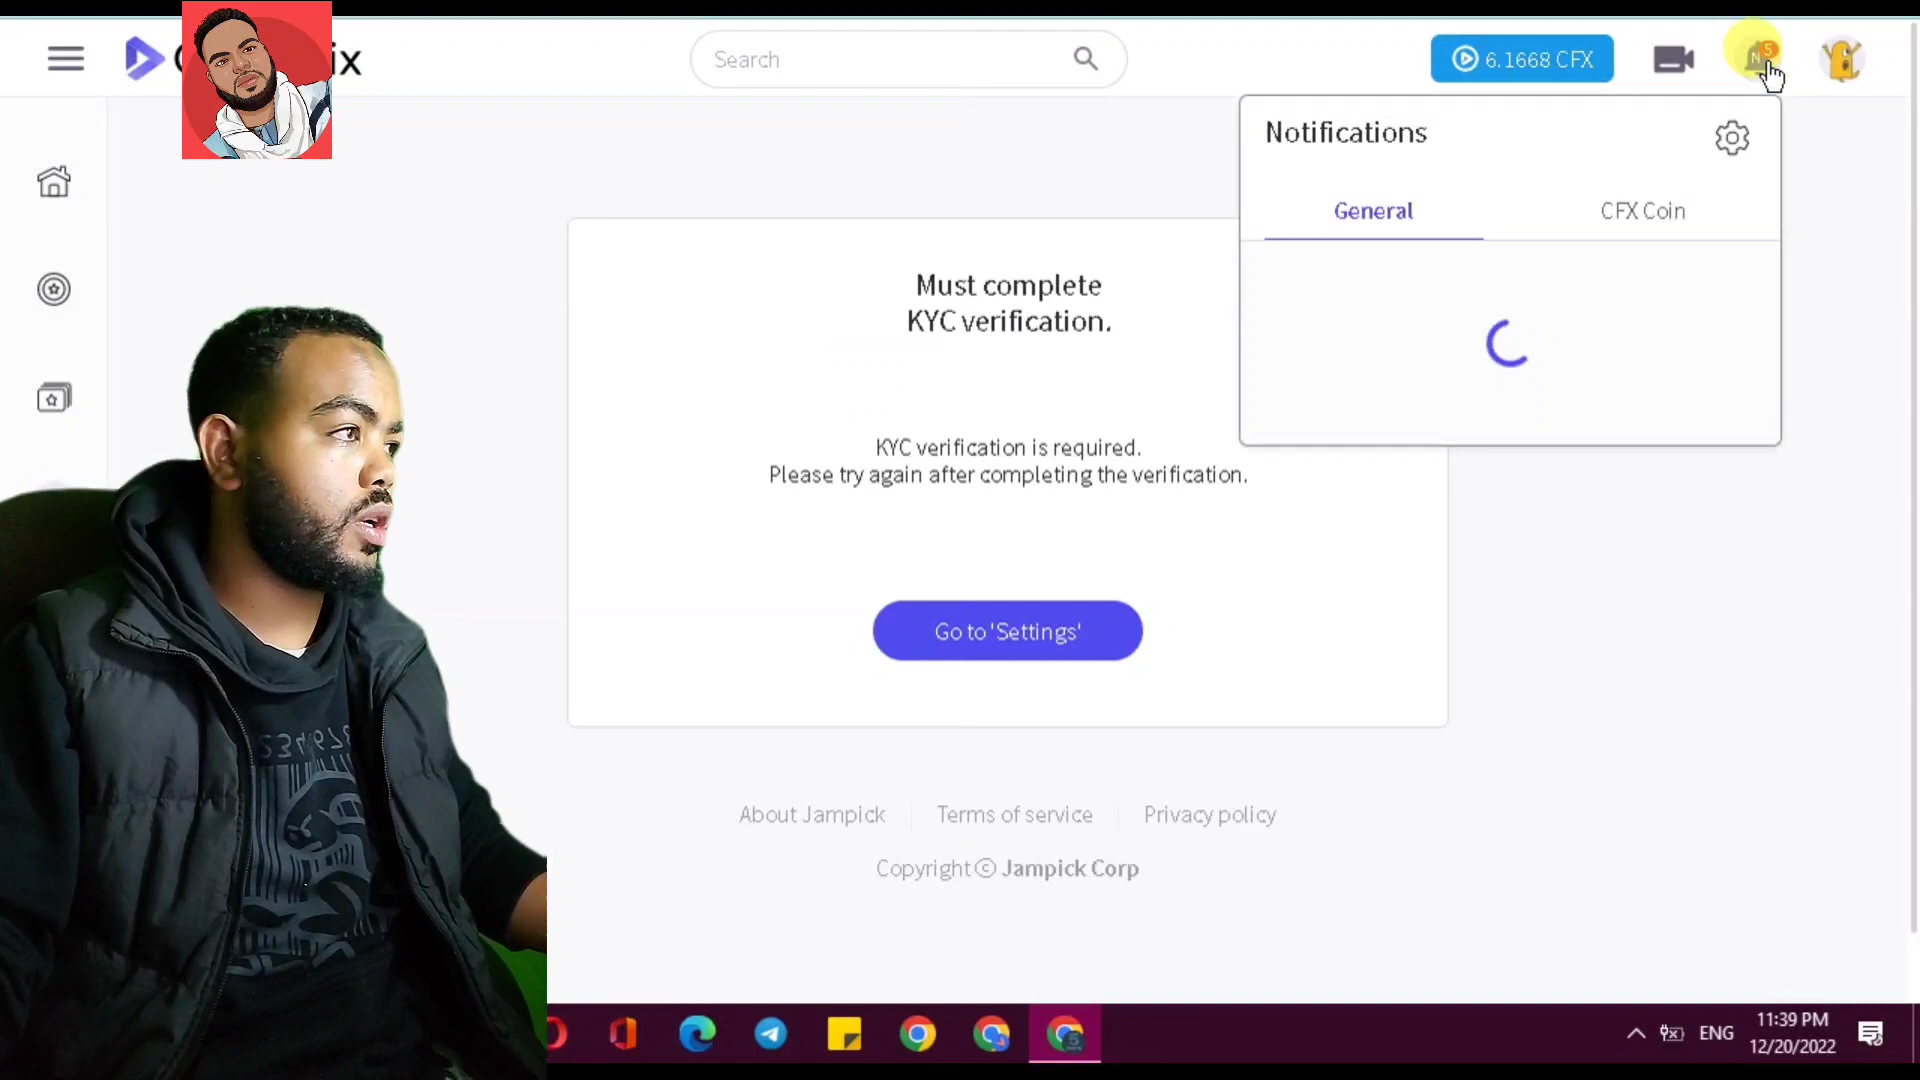 ix
Search
6.1668 CFX
5
Notifications
General
CFX Coin
Must complete
KYC verification.
KYC verification is required.
Please try again after completing the verification.
Go to 'Settings'
About Jampick
Terms of service
Privacy policy
Copyright ⓒ Jampick Corp
ENG
11:39 PM
12/20/2022